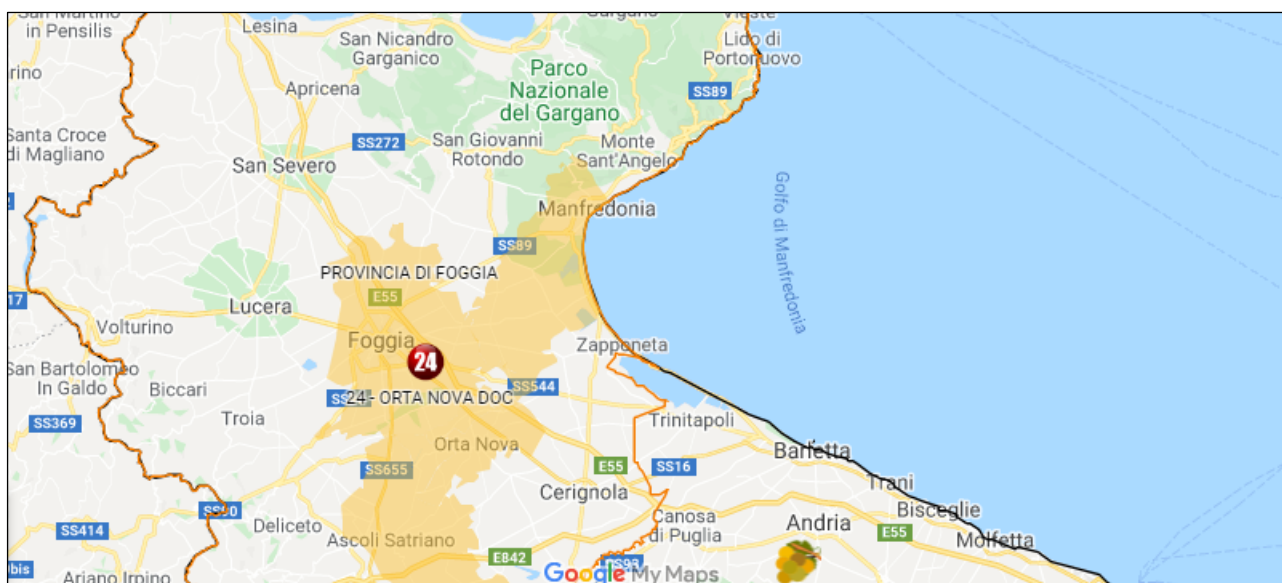 San Martino
in Pensilis
Lesina
Gargano
Vieste
San Nicandro
Garganico
Lido di
Portonuovo
Parco
Nazionale
del Gargano
Apricena
SS89
Santa Croce
di Magliano
SS272
San Giovanni
Rotondo
Monte
Sant'Angelo
San Severo
Manfredonia
Golfo di Manfredonia
SS89
PROVINCIA DI FOGGIA
E55
17
Lucera
Volturino
Foggia
Zapponeta
24
San Bartolomeo
In Galdo
Biccari
SS544
24- ORTA NOVA DOC
Troia
SS369
Trinitapoli
Orta Nova
Barletta
SS655
E55
SS16
Trani
Cerignola
SS90
Bisceglie
Deliceto
Canosa
di Puglia
Andria
E55
SS414
Ascoli Satriano
Molfetta
E842
SS93
Ariano Irpino
Google My Maps